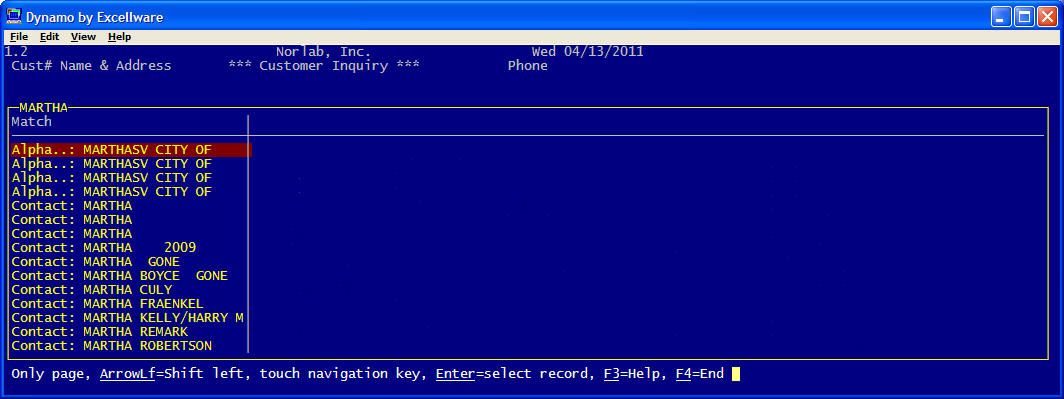 Dynamo by Excellware
File Edit View Help
1.2 Norlab, Inc. Wed 04/13/2011
Cust# Name & Address *** Customer Inquiry *** Phone
MARTHA
Match
Alpha..: MARTHASV CITY OF
Alpha..: MARTHASV CITY OF
Alpha..: MARTHASV CITY OF
Alpha..: MARTHASV CITY OF
Contact: MARTHA
Contact: MARTHA
Contact: MARTHA
Contact: MARTHA 2009
Contact: MARTHA GONE
Contact: MARTHA BOYCE GONE
Contact: MARTHA CULY
Contact: MARTHA FRAENKEL
Contact: MARTHA KELLY/HARRY M
Contact: MARTHA REMARK
Contact: MARTHA ROBERTSON
Only page, ArrowLf=Shift left, touch navigation key, Enter=select record, F3=Help, F4=End